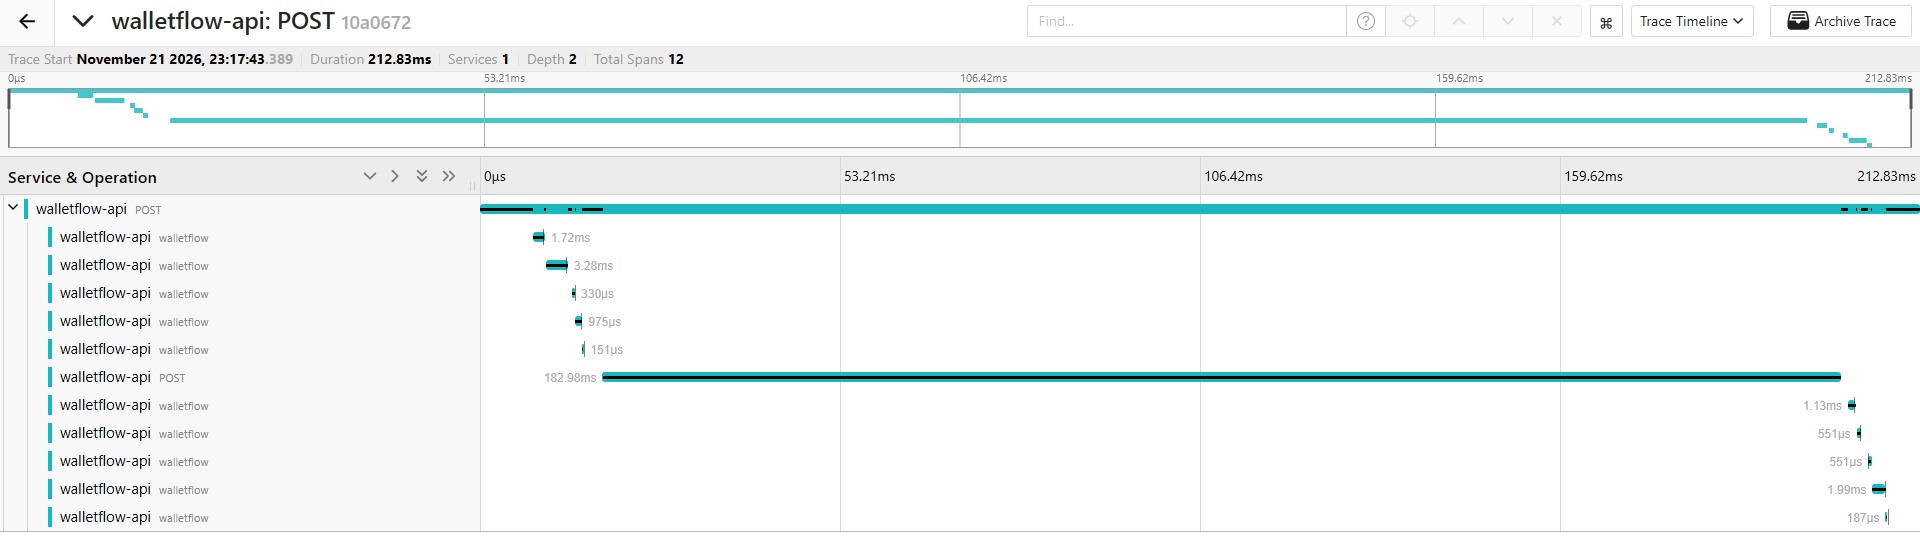 walletflow-api: POST 10a0672
Find...
Trace Timeline
Archive Trace
Trace Start November 21 2026, 23:17:43.389 Duration 212.83ms Services 1 Depth 2 Total Spans 12
0µs 53.21ms 106.42ms 159.62ms 212.83ms
Service & Operation 0µs 53.21ms 106.42ms 159.62ms 212.83ms
walletflow-api POST
walletflow-api walletflow 1.72ms
walletflow-api walletflow 3.28ms
walletflow-api walletflow 330µs
walletflow-api walletflow 975µs
walletflow-api walletflow 151µs
walletflow-api POST 182.98ms
walletflow-api walletflow 1.13ms
walletflow-api walletflow 551µs
walletflow-api walletflow 551µs
walletflow-api walletflow 1.99ms
walletflow-api walletflow 187µs